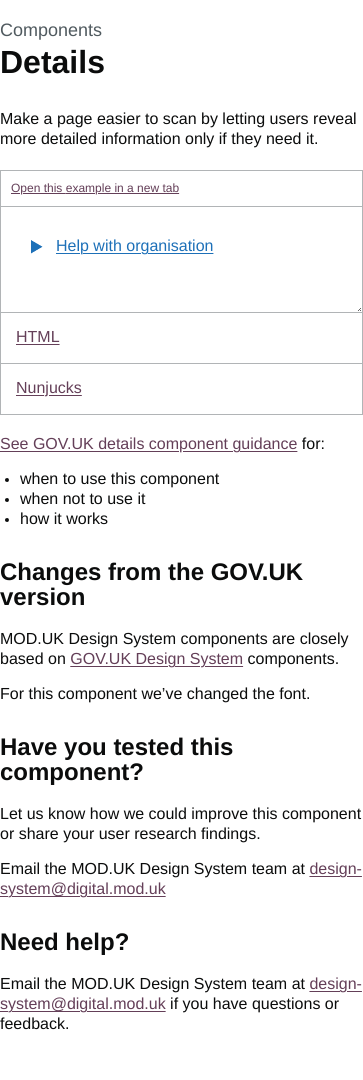 Components
Details
Make a page easier to scan by letting users reveal
more detailed information only if they need it.
Open this example in a new tab
Help with organisation
HTML
Nunjucks
See GOV.UK details component guidance for:
• when to use this component
• when not to use it
• how it works
Changes from the GOV.UK
version
MOD.UK Design System components are closely
based on GOV.UK Design System components.
For this component we’ve changed the font.
Have you tested this
component?
Let us know how we could improve this component
or share your user research findings.
Email the MOD.UK Design System team at design-
system@digital.mod.uk
Need help?
Email the MOD.UK Design System team at design-
system@digital.mod.uk if you have questions or
feedback.